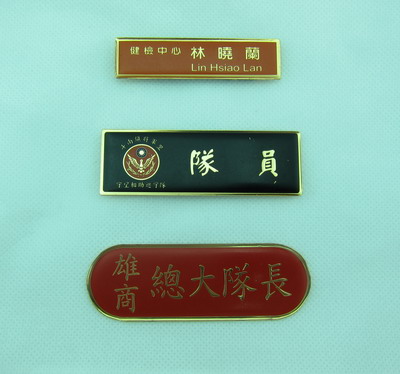 健檢中心 林曉蘭
Lin Hsiao Lan
隊員
雄商 總大隊長